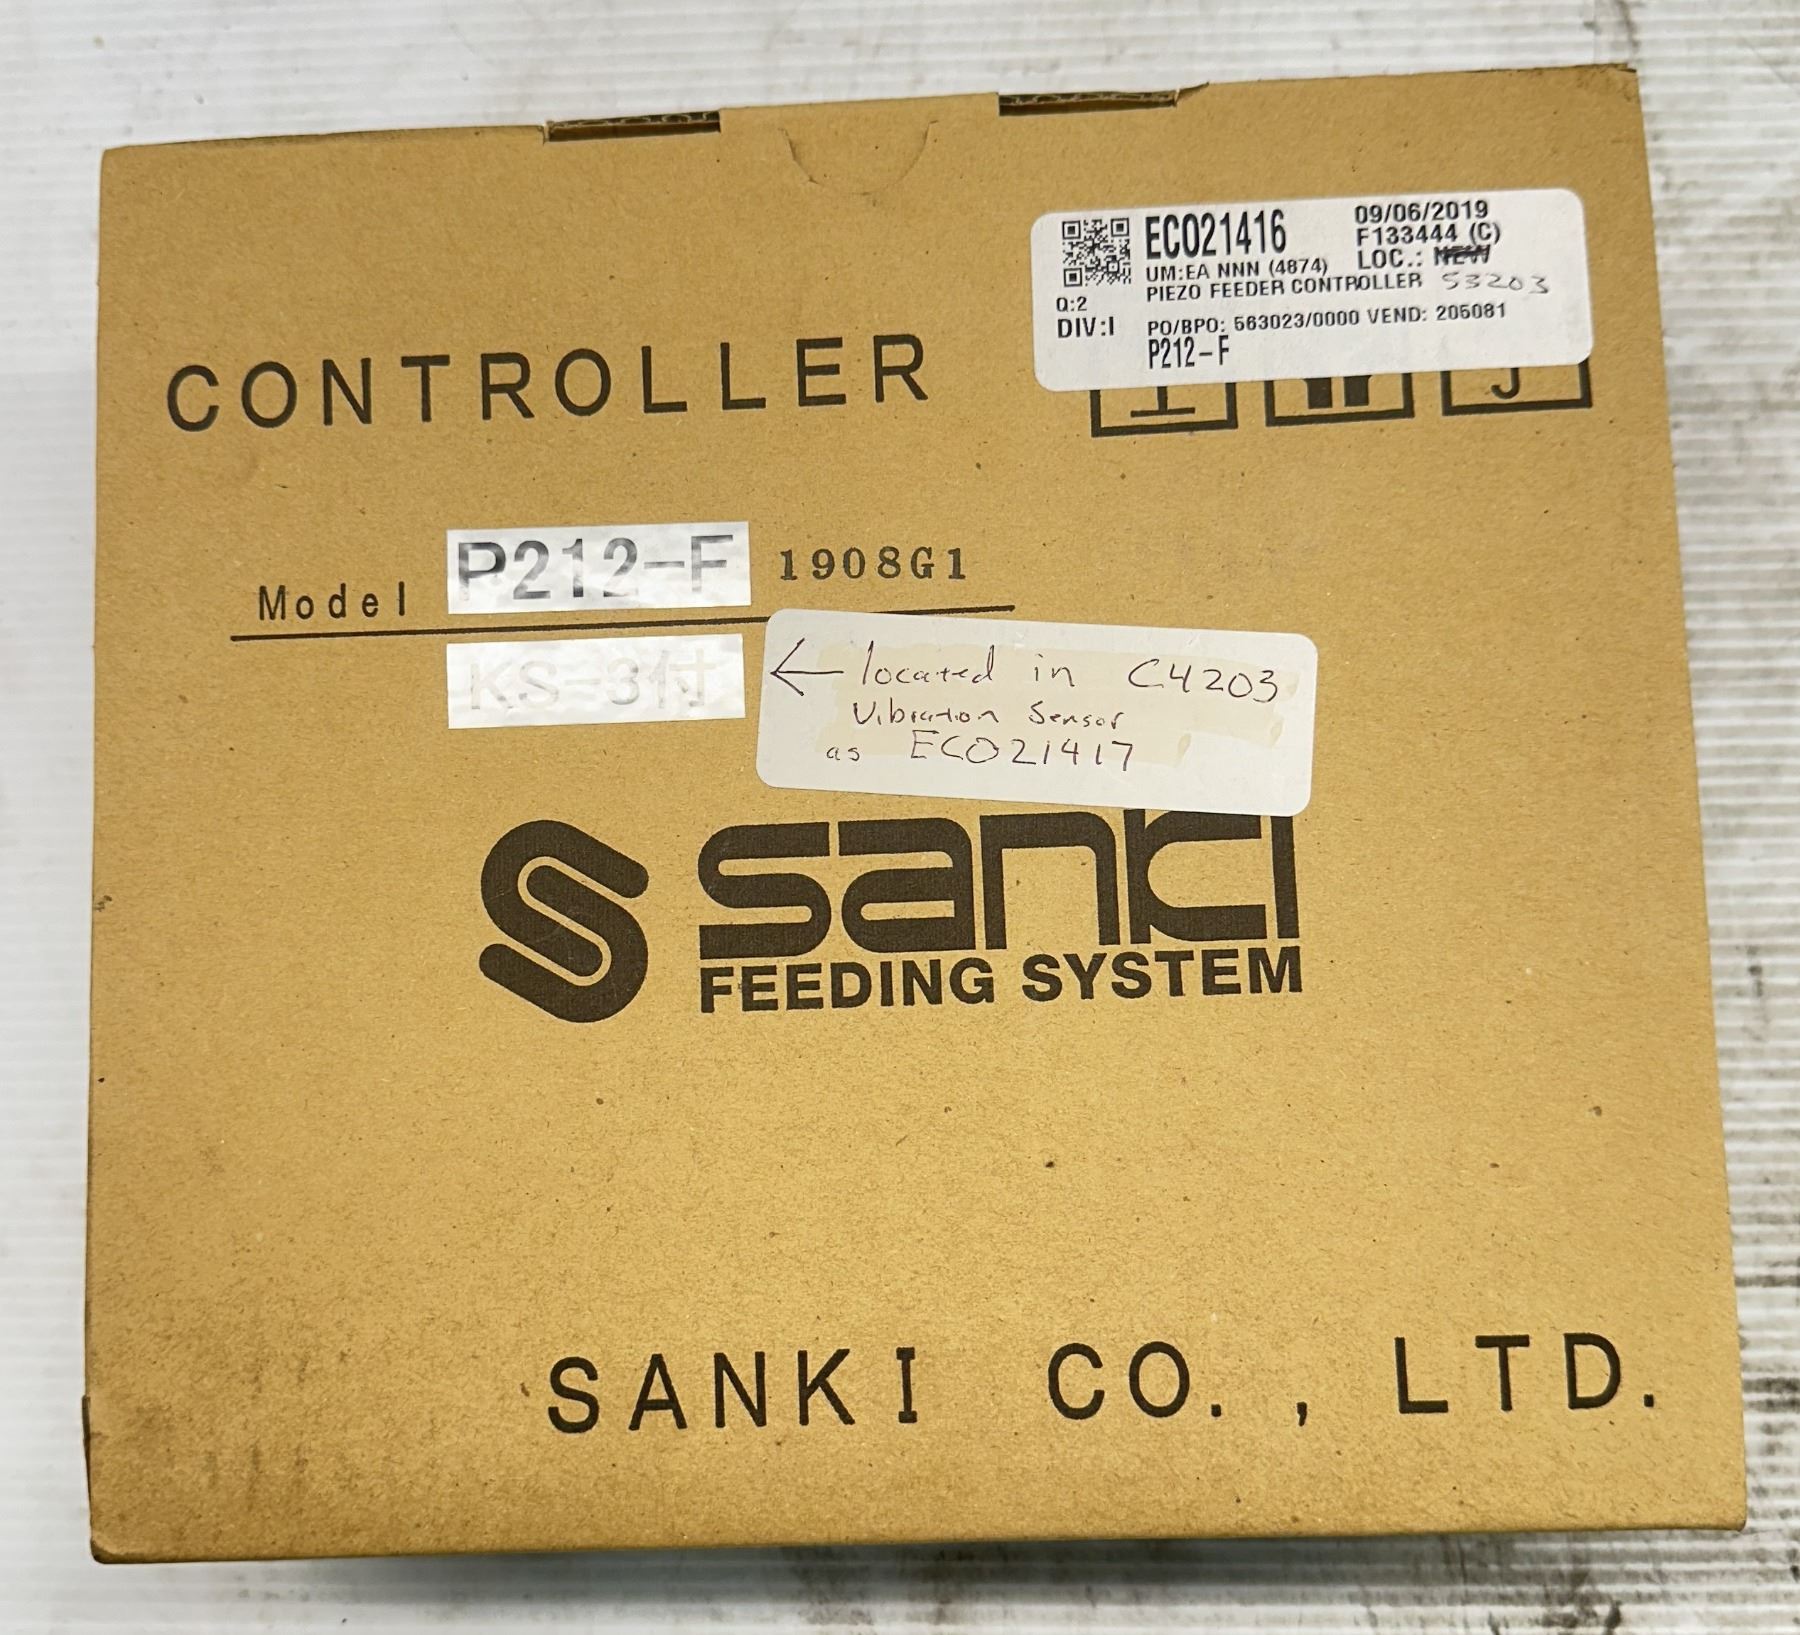 ECO21416
09/06/2019
F133444 (C)
UM:EA NNN (4874)
LOC.: NEW
PIEZO FEEDER CONTROLLER 53203
Q:2
DIV:I
PO/BPO: 563023/0000 VEND: 205081
P212-F
CONTROLLER
Model P212-F 1908G1
KS-3付
← located in C4203
Vibration Sensor
as ECO21417
sanki
FEEDING SYSTEM
SANKI CO., LTD.